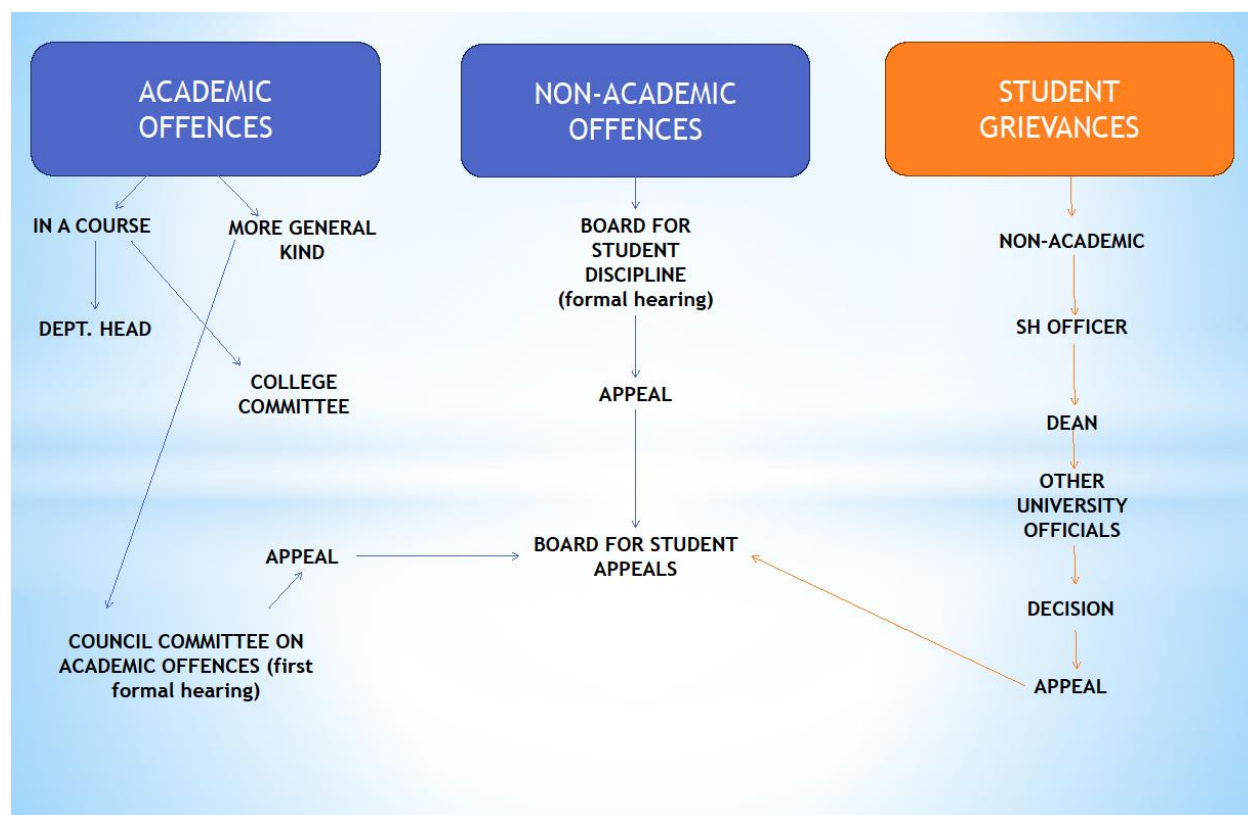 ACADEMIC
OFFENCES
NON-ACADEMIC
OFFENCES
STUDENT
GRIEVANCES
IN A COURSE
MORE GENERAL
KIND
DEPT. HEAD
COLLEGE
COMMITTEE
APPEAL
COUNCIL COMMITTEE ON
ACADEMIC OFFENCES (first
formal hearing)
BOARD FOR
STUDENT
DISCIPLINE
(formal hearing)
APPEAL
BOARD FOR STUDENT
APPEALS
NON-ACADEMIC
SH OFFICER
DEAN
OTHER
UNIVERSITY
OFFICIALS
DECISION
APPEAL